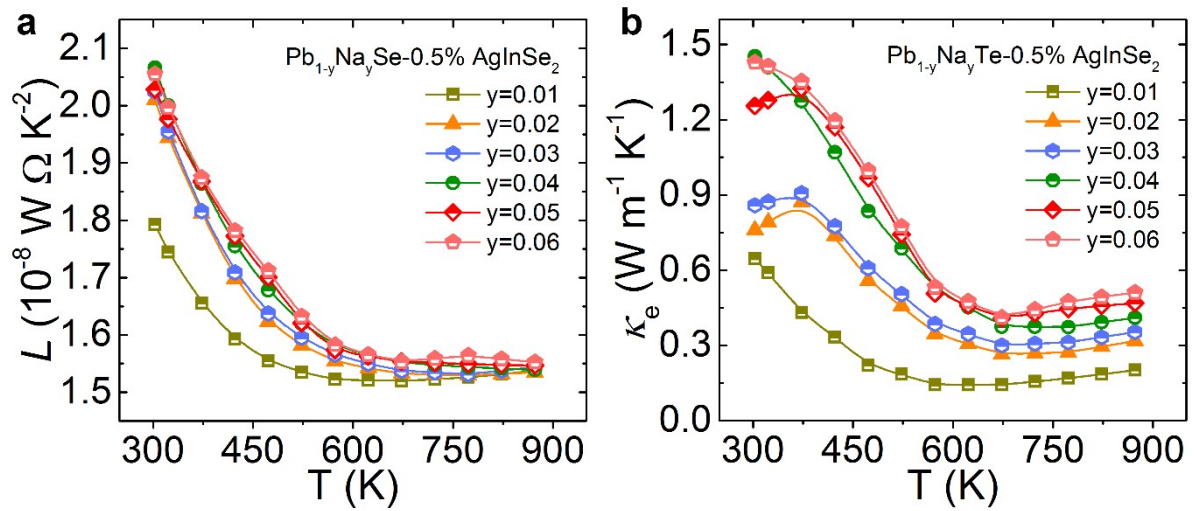 a
2.1
2.0
1.9
1.8
1.7
1.6
1.5
L (10⁻⁸ W Ω K⁻²)
Pb₁₋yNaySe-0.5% AgInSe₂
y=0.01
y=0.02
y=0.03
y=0.04
y=0.05
y=0.06
300 450 600 750 900
T (K)
b
1.5
1.2
0.9
0.6
0.3
0.0
κₑ (W m⁻¹ K⁻¹)
Pb₁₋yNayTe-0.5% AgInSe₂
y=0.01
y=0.02
y=0.03
y=0.04
y=0.05
y=0.06
300 450 600 750 900
T (K)